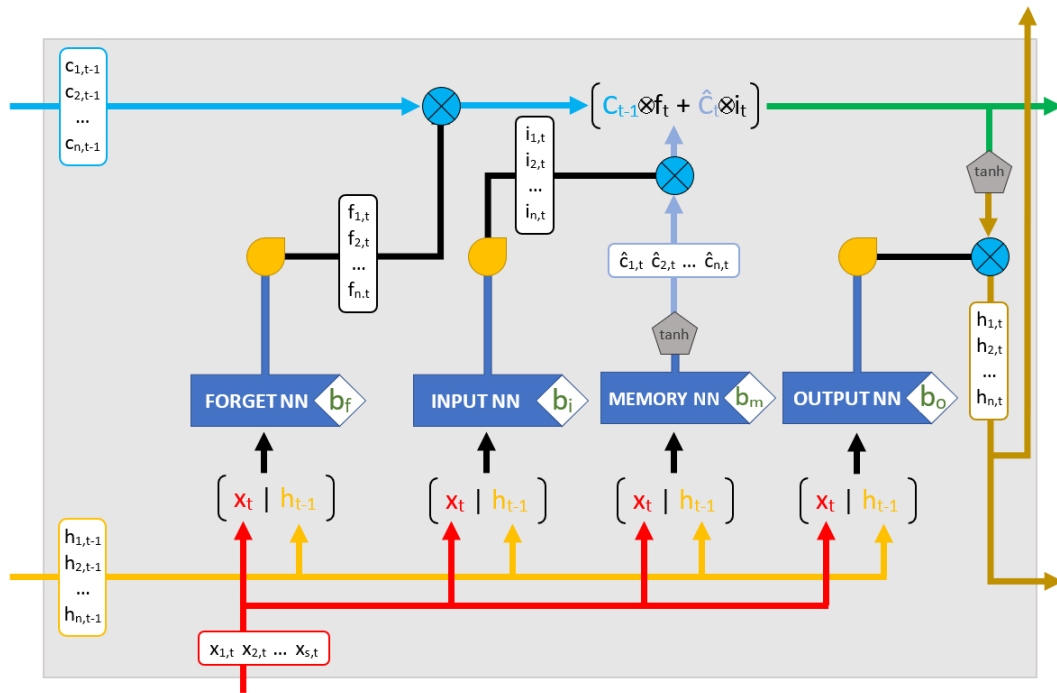 c1,t-1
c2,t-1
...
cn,t-1
[Ct-1⊗ft + Ĉt⊗it]
i1,t
i2,t
...
in,t
tanh
f1,t
f2,t
...
fn.t
ĉ1,t ĉ2,t ... ĉn,t
tanh
h1,t
h2,t
...
hn,t
FORGET NN bf
INPUT NN bi
MEMORY NN bm
OUTPUT NN bo
[xt | ht-1]
[xt | ht-1]
[xt | ht-1]
[xt | ht-1]
h1,t-1
h2,t-1
...
hn,t-1
x1,t x2,t ... xs,t